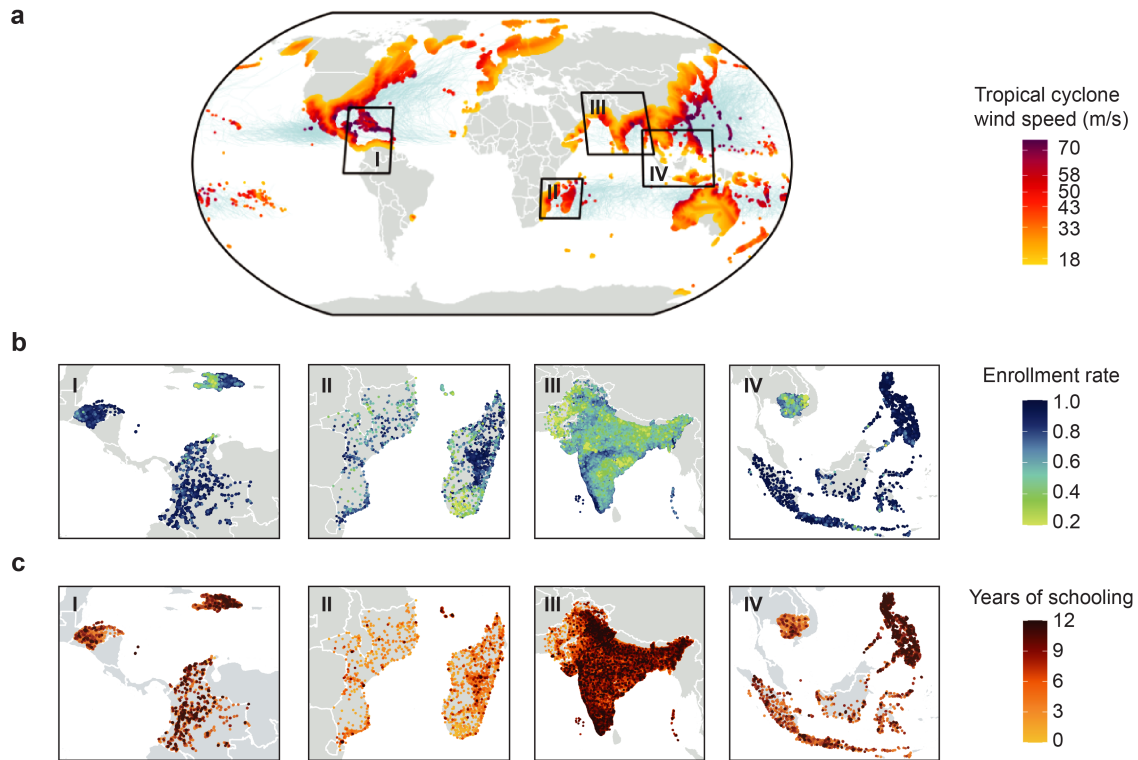 a
Tropical cyclone
wind speed (m/s)
70
58
50
43
33
18
I
II
III
IV
b
I
II
III
IV
Enrollment rate
1.0
0.8
0.6
0.4
0.2
c
I
II
III
IV
Years of schooling
12
9
6
3
0